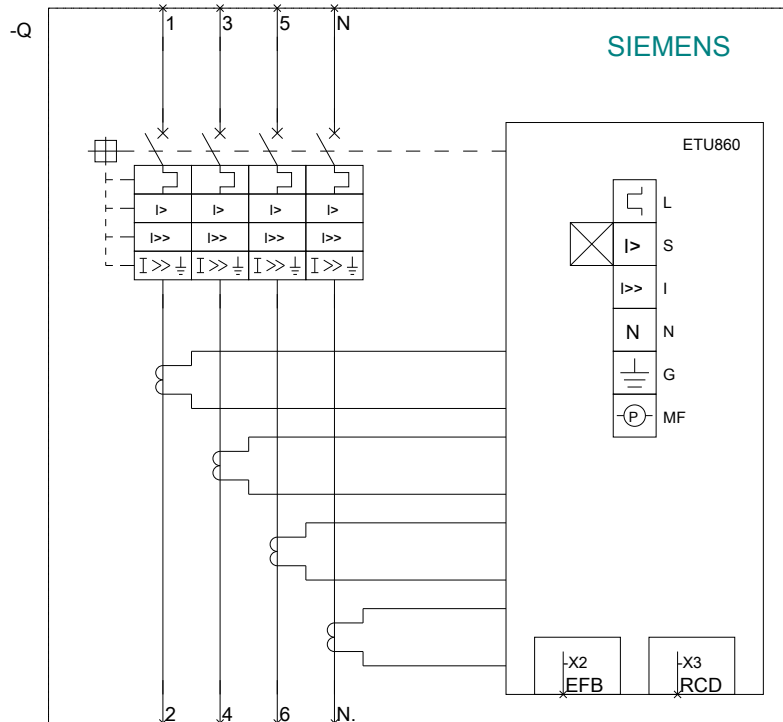 -Q
1 3 5 N
SIEMENS
ETU860
L
I> I> I> I>
I> S
I>> I>> I>> I>>
I >> I >> I >> I >>
I>> I
N N
G
P MF
-X2 -X3
EFB RCD
2 4 6 N.